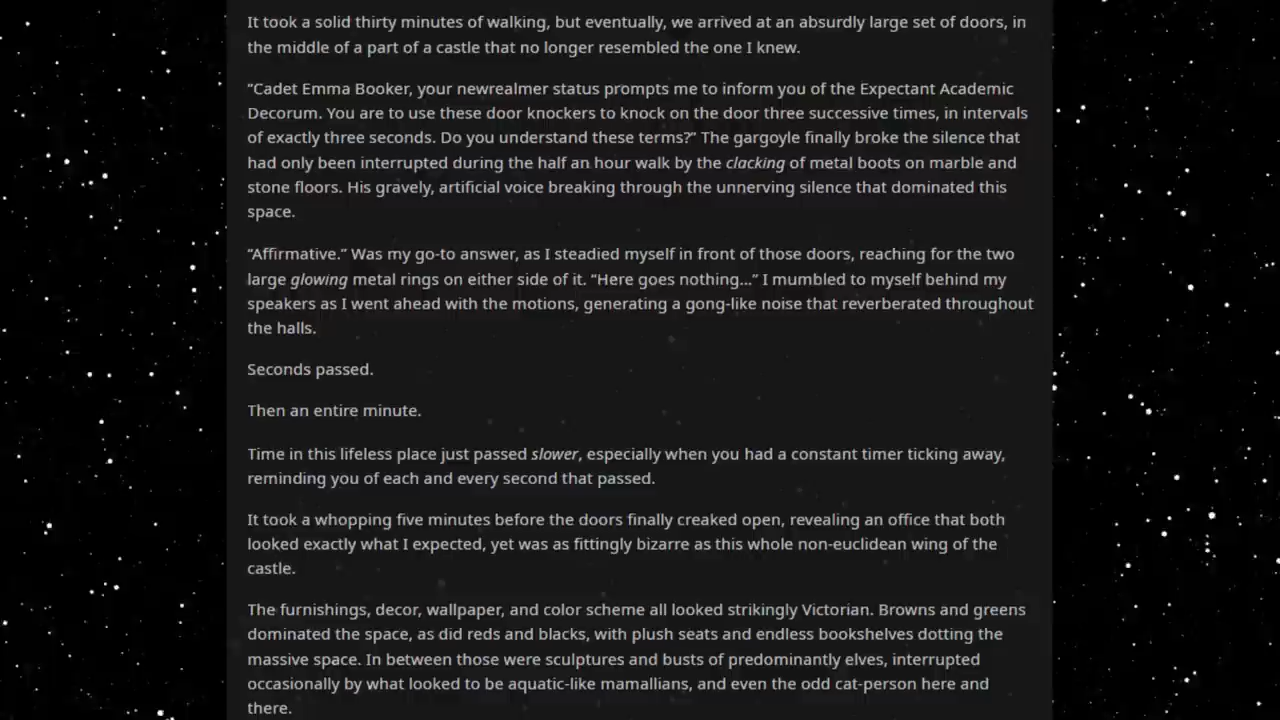 It took a solid thirty minutes of walking, but eventually, we arrived at an absurdly large set of doors, in
the middle of a part of a castle that no longer resembled the one I knew.
“Cadet Emma Booker, your newrealmer status prompts me to inform you of the Expectant Academic
Decorum. You are to use these door knockers to knock on the door three successive times, in intervals
of exactly three seconds. Do you understand these terms?” The gargoyle finally broke the silence that
had only been interrupted during the half an hour walk by the clacking of metal boots on marble and
stone floors. His gravely, artificial voice breaking through the unnerving silence that dominated this
space.
“Affirmative.” Was my go-to answer, as I steadied myself in front of those doors, reaching for the two
large glowing metal rings on either side of it. “Here goes nothing…” I mumbled to myself behind my
speakers as I went ahead with the motions, generating a gong-like noise that reverberated throughout
the halls.
Seconds passed.
Then an entire minute.
Time in this lifeless place just passed slower, especially when you had a constant timer ticking away,
reminding you of each and every second that passed.
It took a whopping five minutes before the doors finally creaked open, revealing an office that both
looked exactly what I expected, yet was as fittingly bizarre as this whole non-euclidean wing of the
castle.
The furnishings, decor, wallpaper, and color scheme all looked strikingly Victorian. Browns and greens
dominated the space, as did reds and blacks, with plush seats and endless bookshelves dotting the
massive space. In between those were sculptures and busts of predominantly elves, interrupted
occasionally by what looked to be aquatic-like mamallians, and even the odd cat-person here and
there.